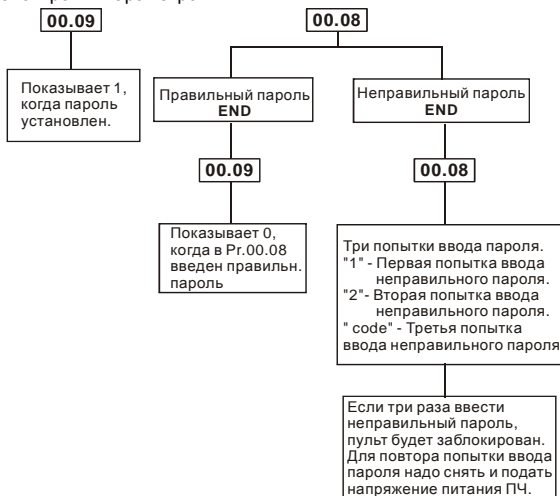 00.09
Показывает 1,
когда пароль
установлен.
00.08
Правильный пароль
END
00.09
Показывает 0,
когда в Pr.00.08
введен правильн.
пароль
Неправильный пароль
END
00.08
Три попытки ввода пароля.
"1" - Первая попытка ввода
неправильного пароля.
"2"- Вторая попытка ввода
неправильного пароля.
" code" - Третья попытка
ввода неправильного пароля
Если три раза ввести
неправильный пароль,
пульт будет заблокирован.
Для повтора попытки ввода
пароля надо снять и подать
напряжение питания ПЧ.